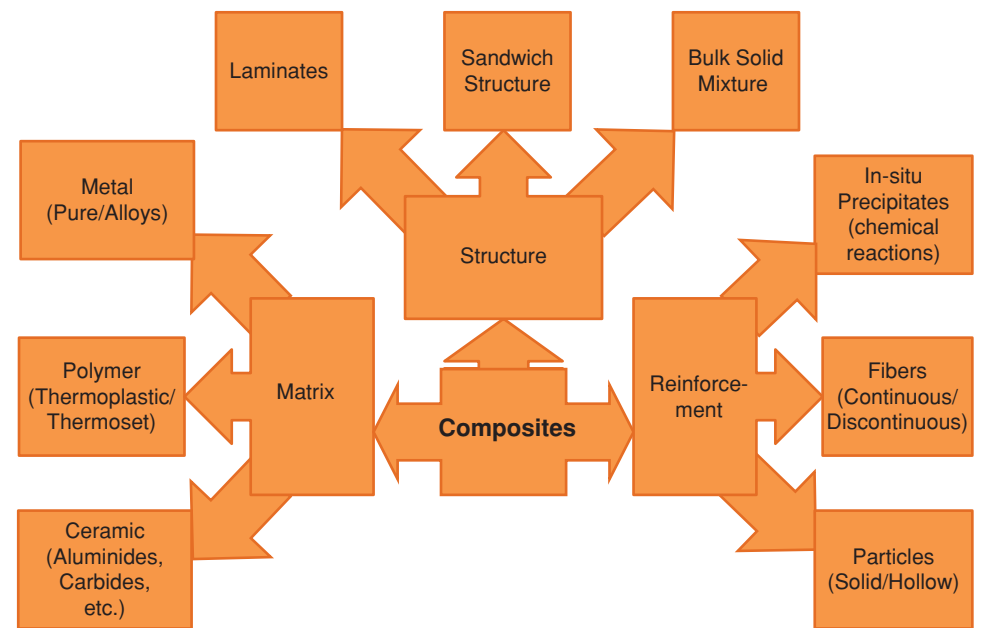 Laminates
Sandwich
Structure
Bulk Solid
Mixture
Metal
(Pure/Alloys)
In-situ
Precipitates
(chemical
reactions)
Structure
Polymer
(Thermoplastic/
Thermoset)
Matrix
Composites
Reinforce-
ment
Fibers
(Continuous/
Discontinuous)
Ceramic
(Aluminides,
Carbides,
etc.)
Particles
(Solid/Hollow)